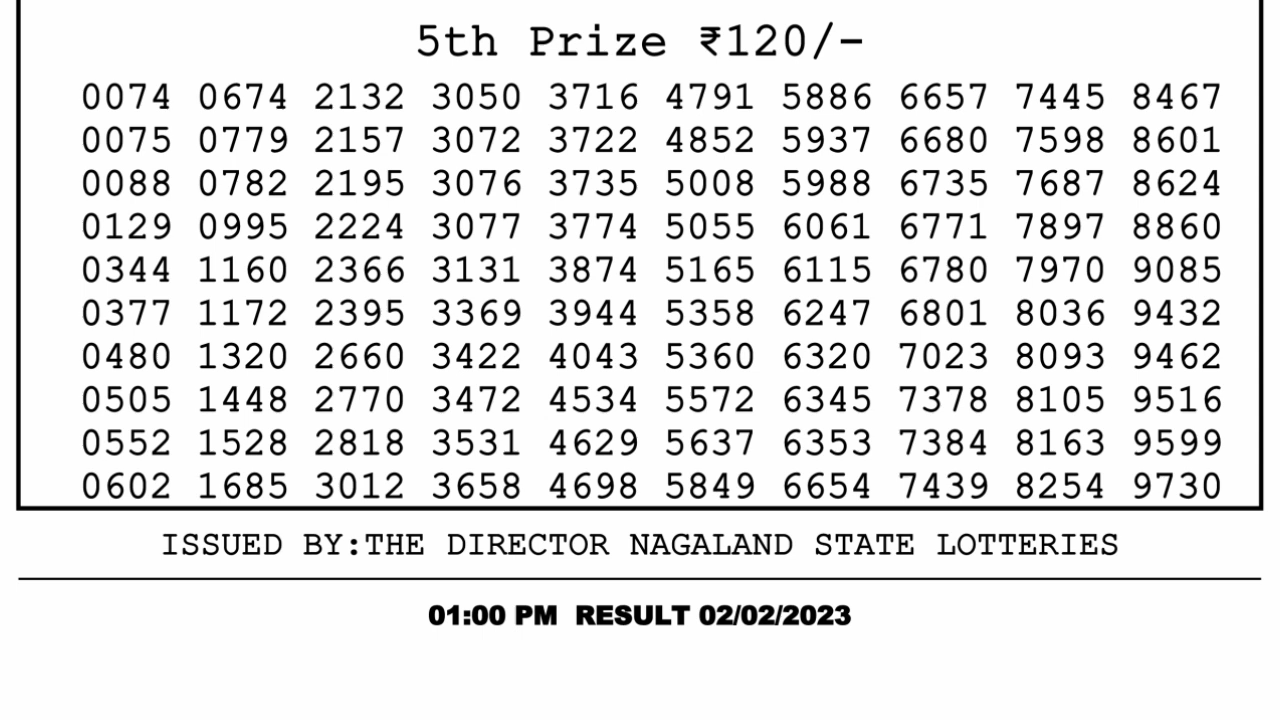 5th Prize ₹120/-
0074 0674 2132 3050 3716 4791 5886 6657 7445 8467
0075 0779 2157 3072 3722 4852 5937 6680 7598 8601
0088 0782 2195 3076 3735 5008 5988 6735 7687 8624
0129 0995 2224 3077 3774 5055 6061 6771 7897 8860
0344 1160 2366 3131 3874 5165 6115 6780 7970 9085
0377 1172 2395 3369 3944 5358 6247 6801 8036 9432
0480 1320 2660 3422 4043 5360 6320 7023 8093 9462
0505 1448 2770 3472 4534 5572 6345 7378 8105 9516
0552 1528 2818 3531 4629 5637 6353 7384 8163 9599
0602 1685 3012 3658 4698 5849 6654 7439 8254 9730
ISSUED BY:THE DIRECTOR NAGALAND STATE LOTTERIES
01:00 PM RESULT 02/02/2023